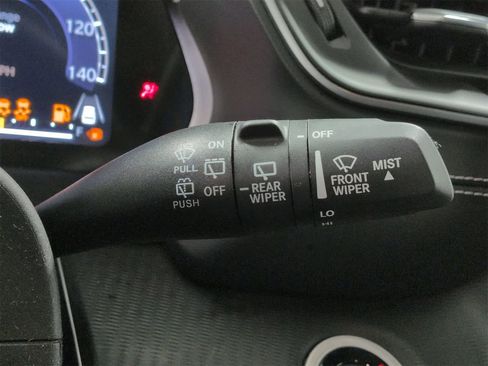 120
140
PULL
ON
OFF
PUSH
REAR
WIPER
OFF
FRONT
WIPER
MIST
LO